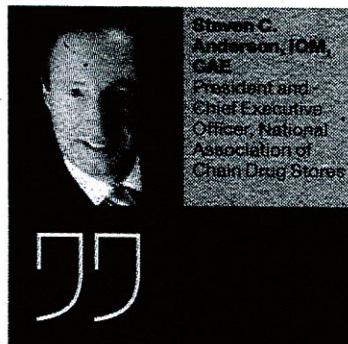 Steven C.
Anderson, IOM,
CAE
President and
Chief Executive
Officer, National
Association of
Chain Drug Stores
”